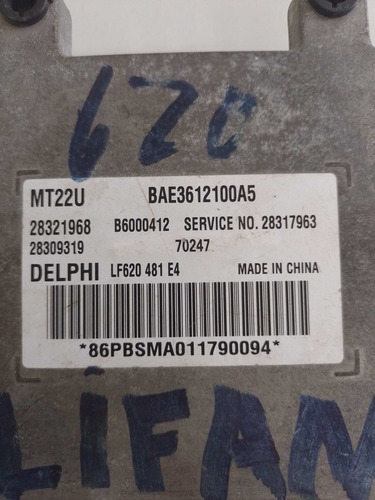 620
MT22U BAE3612100A5
28321968 B6000412 SERVICE NO. 28317963
28309319 70247
DELPHI LF620 481 E4 MADE IN CHINA
*86PBSMA011790094*
LIFAN